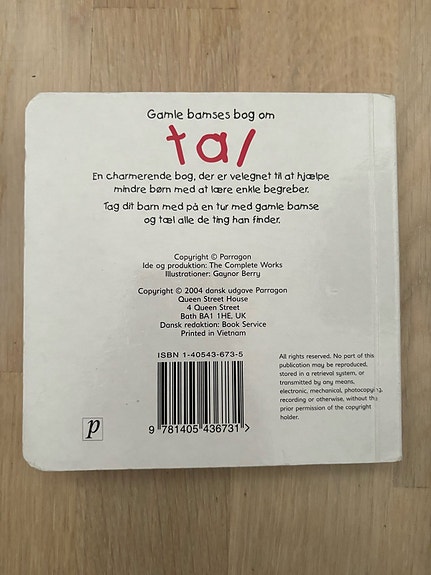 Gamle bamses bog om
tal
En charmerende bog, der er velegnet til at hjælpe
mindre børn med at lære enkle begreber.
Tag dit barn med på en tur med gamle bamse
og tæl alle de ting han finder.
Copyright © Parragon
Ide og produktion: The Complete Works
Illustrationer: Gaynor Berry
Copyright © 2004 dansk udgave Parragon
Queen Street House
4 Queen Street
Bath BA1 1HE, UK
Dansk redaktion: Book Service
Printed in Vietnam
ISBN 1-40543-673-5
9 781405 436731 >
All rights reserved. No part of this
publication may be reproduced,
stored in a retrieval system, or
transmitted by any means,
electronic, mechanical, photocopying,
recording or otherwise, without the
prior permission of the copyright
holder.
p